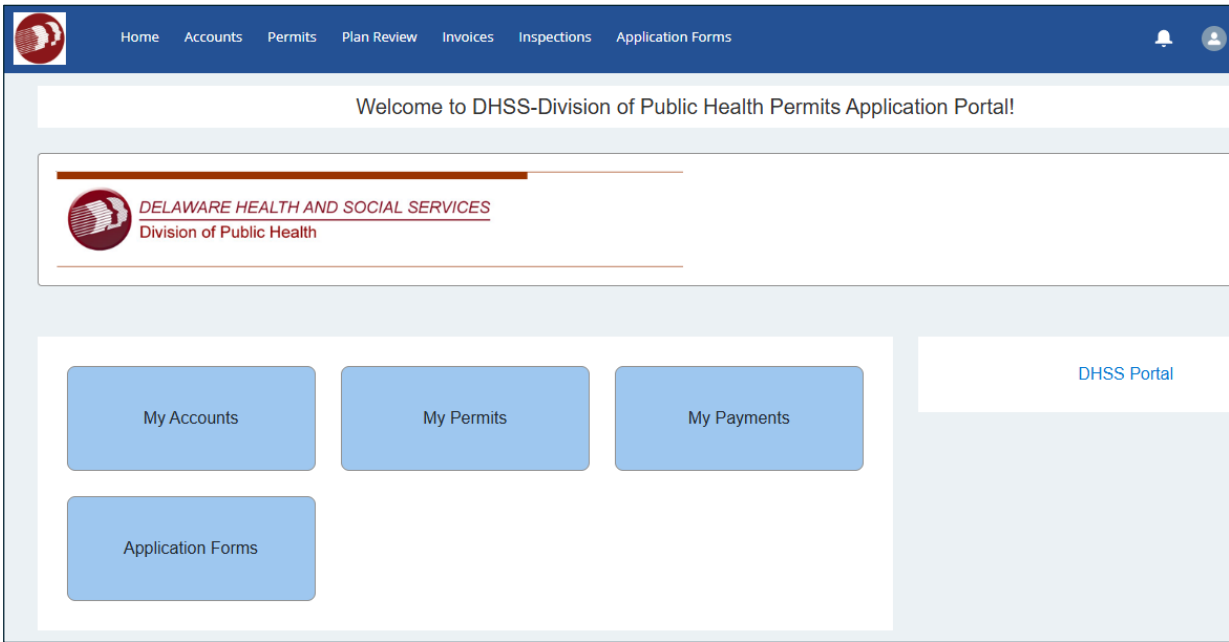 Home Accounts Permits Plan Review Invoices Inspections Application Forms
Welcome to DHSS-Division of Public Health Permits Application Portal!
DELAWARE HEALTH AND SOCIAL SERVICES
Division of Public Health
My Accounts My Permits My Payments
DHSS Portal
Application Forms